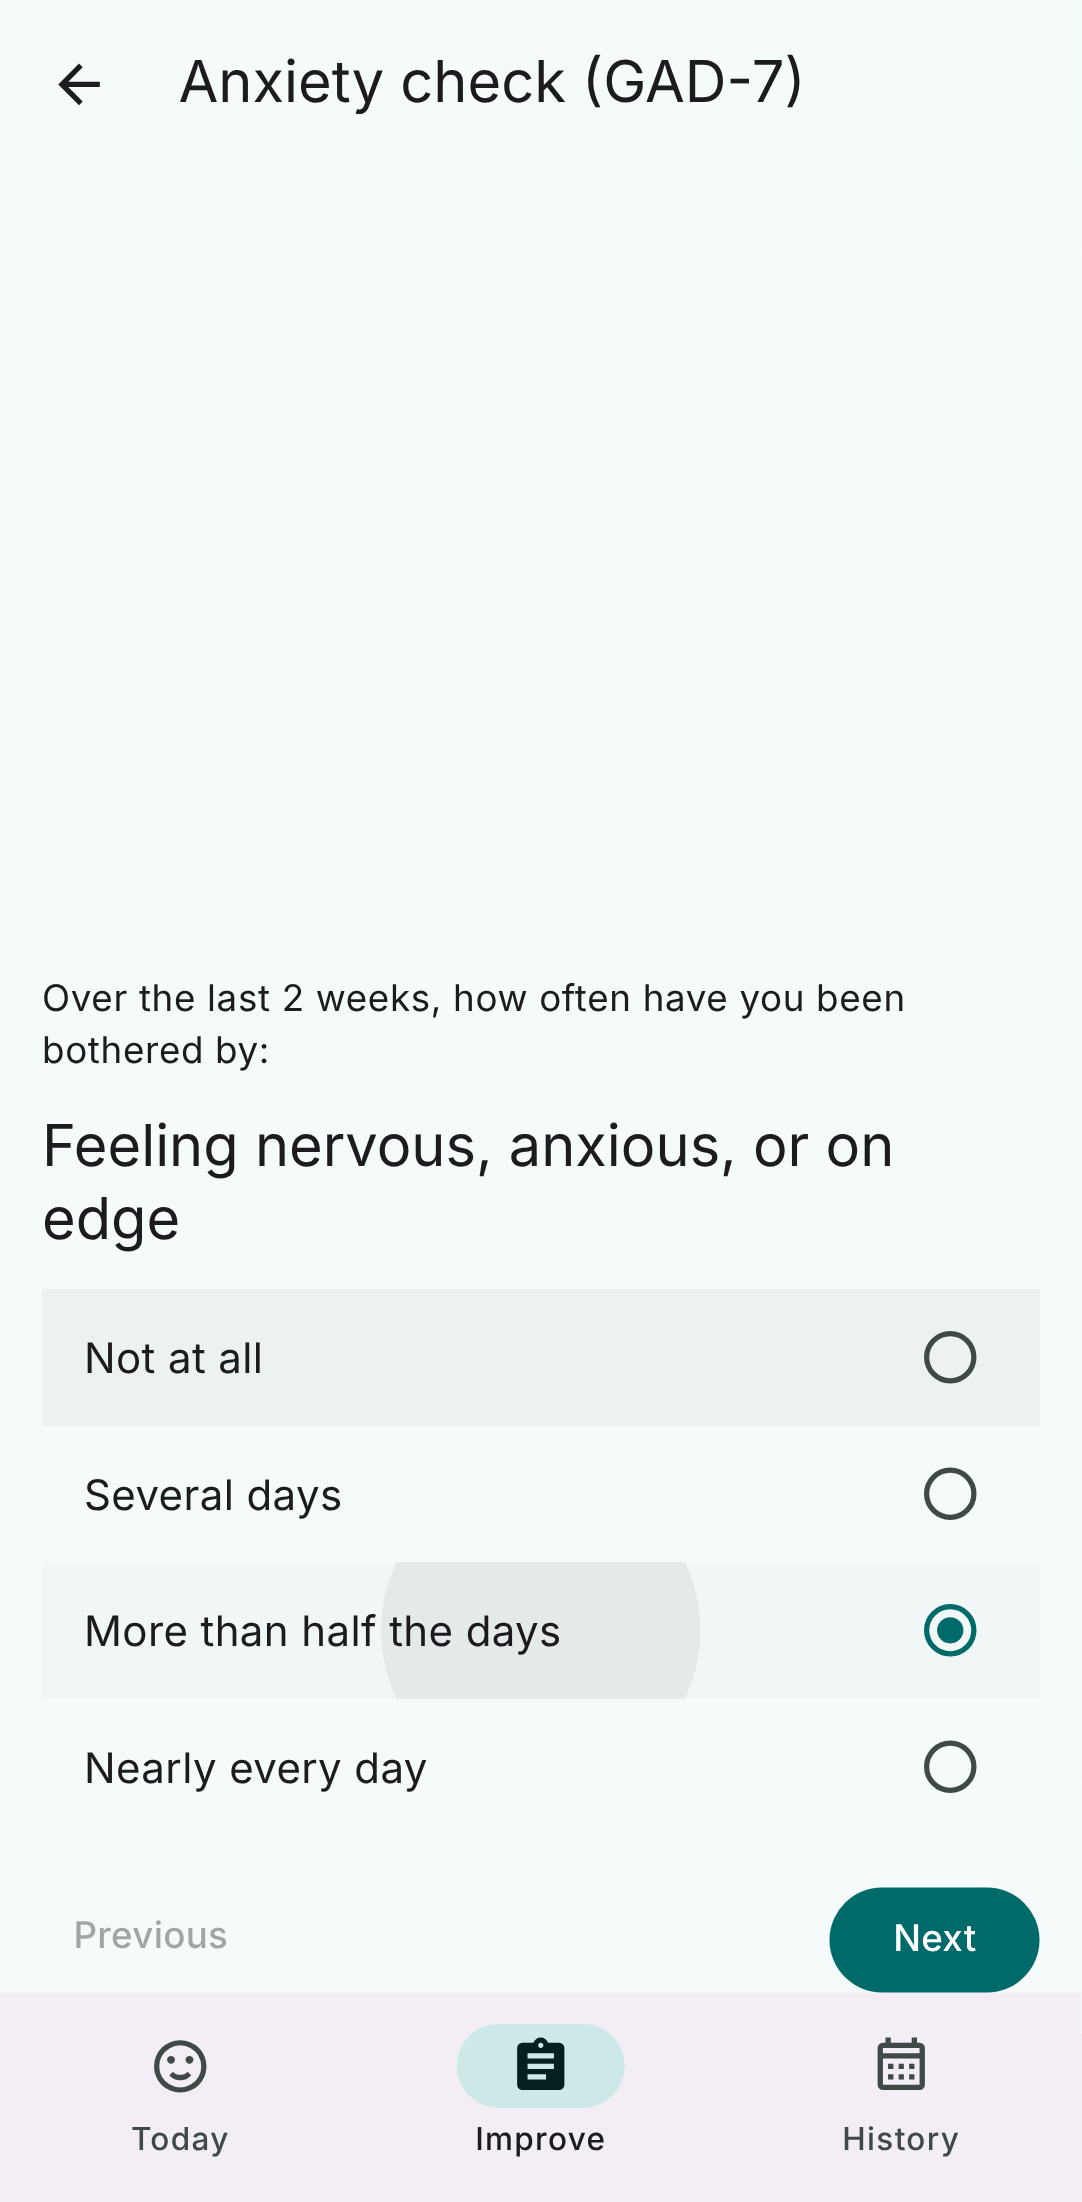 Anxiety check (GAD-7)
Over the last 2 weeks, how often have you been
bothered by:
Feeling nervous, anxious, or on
edge
Not at all
Several days
More than half the days
Nearly every day
Previous
Next
Today
Improve
History